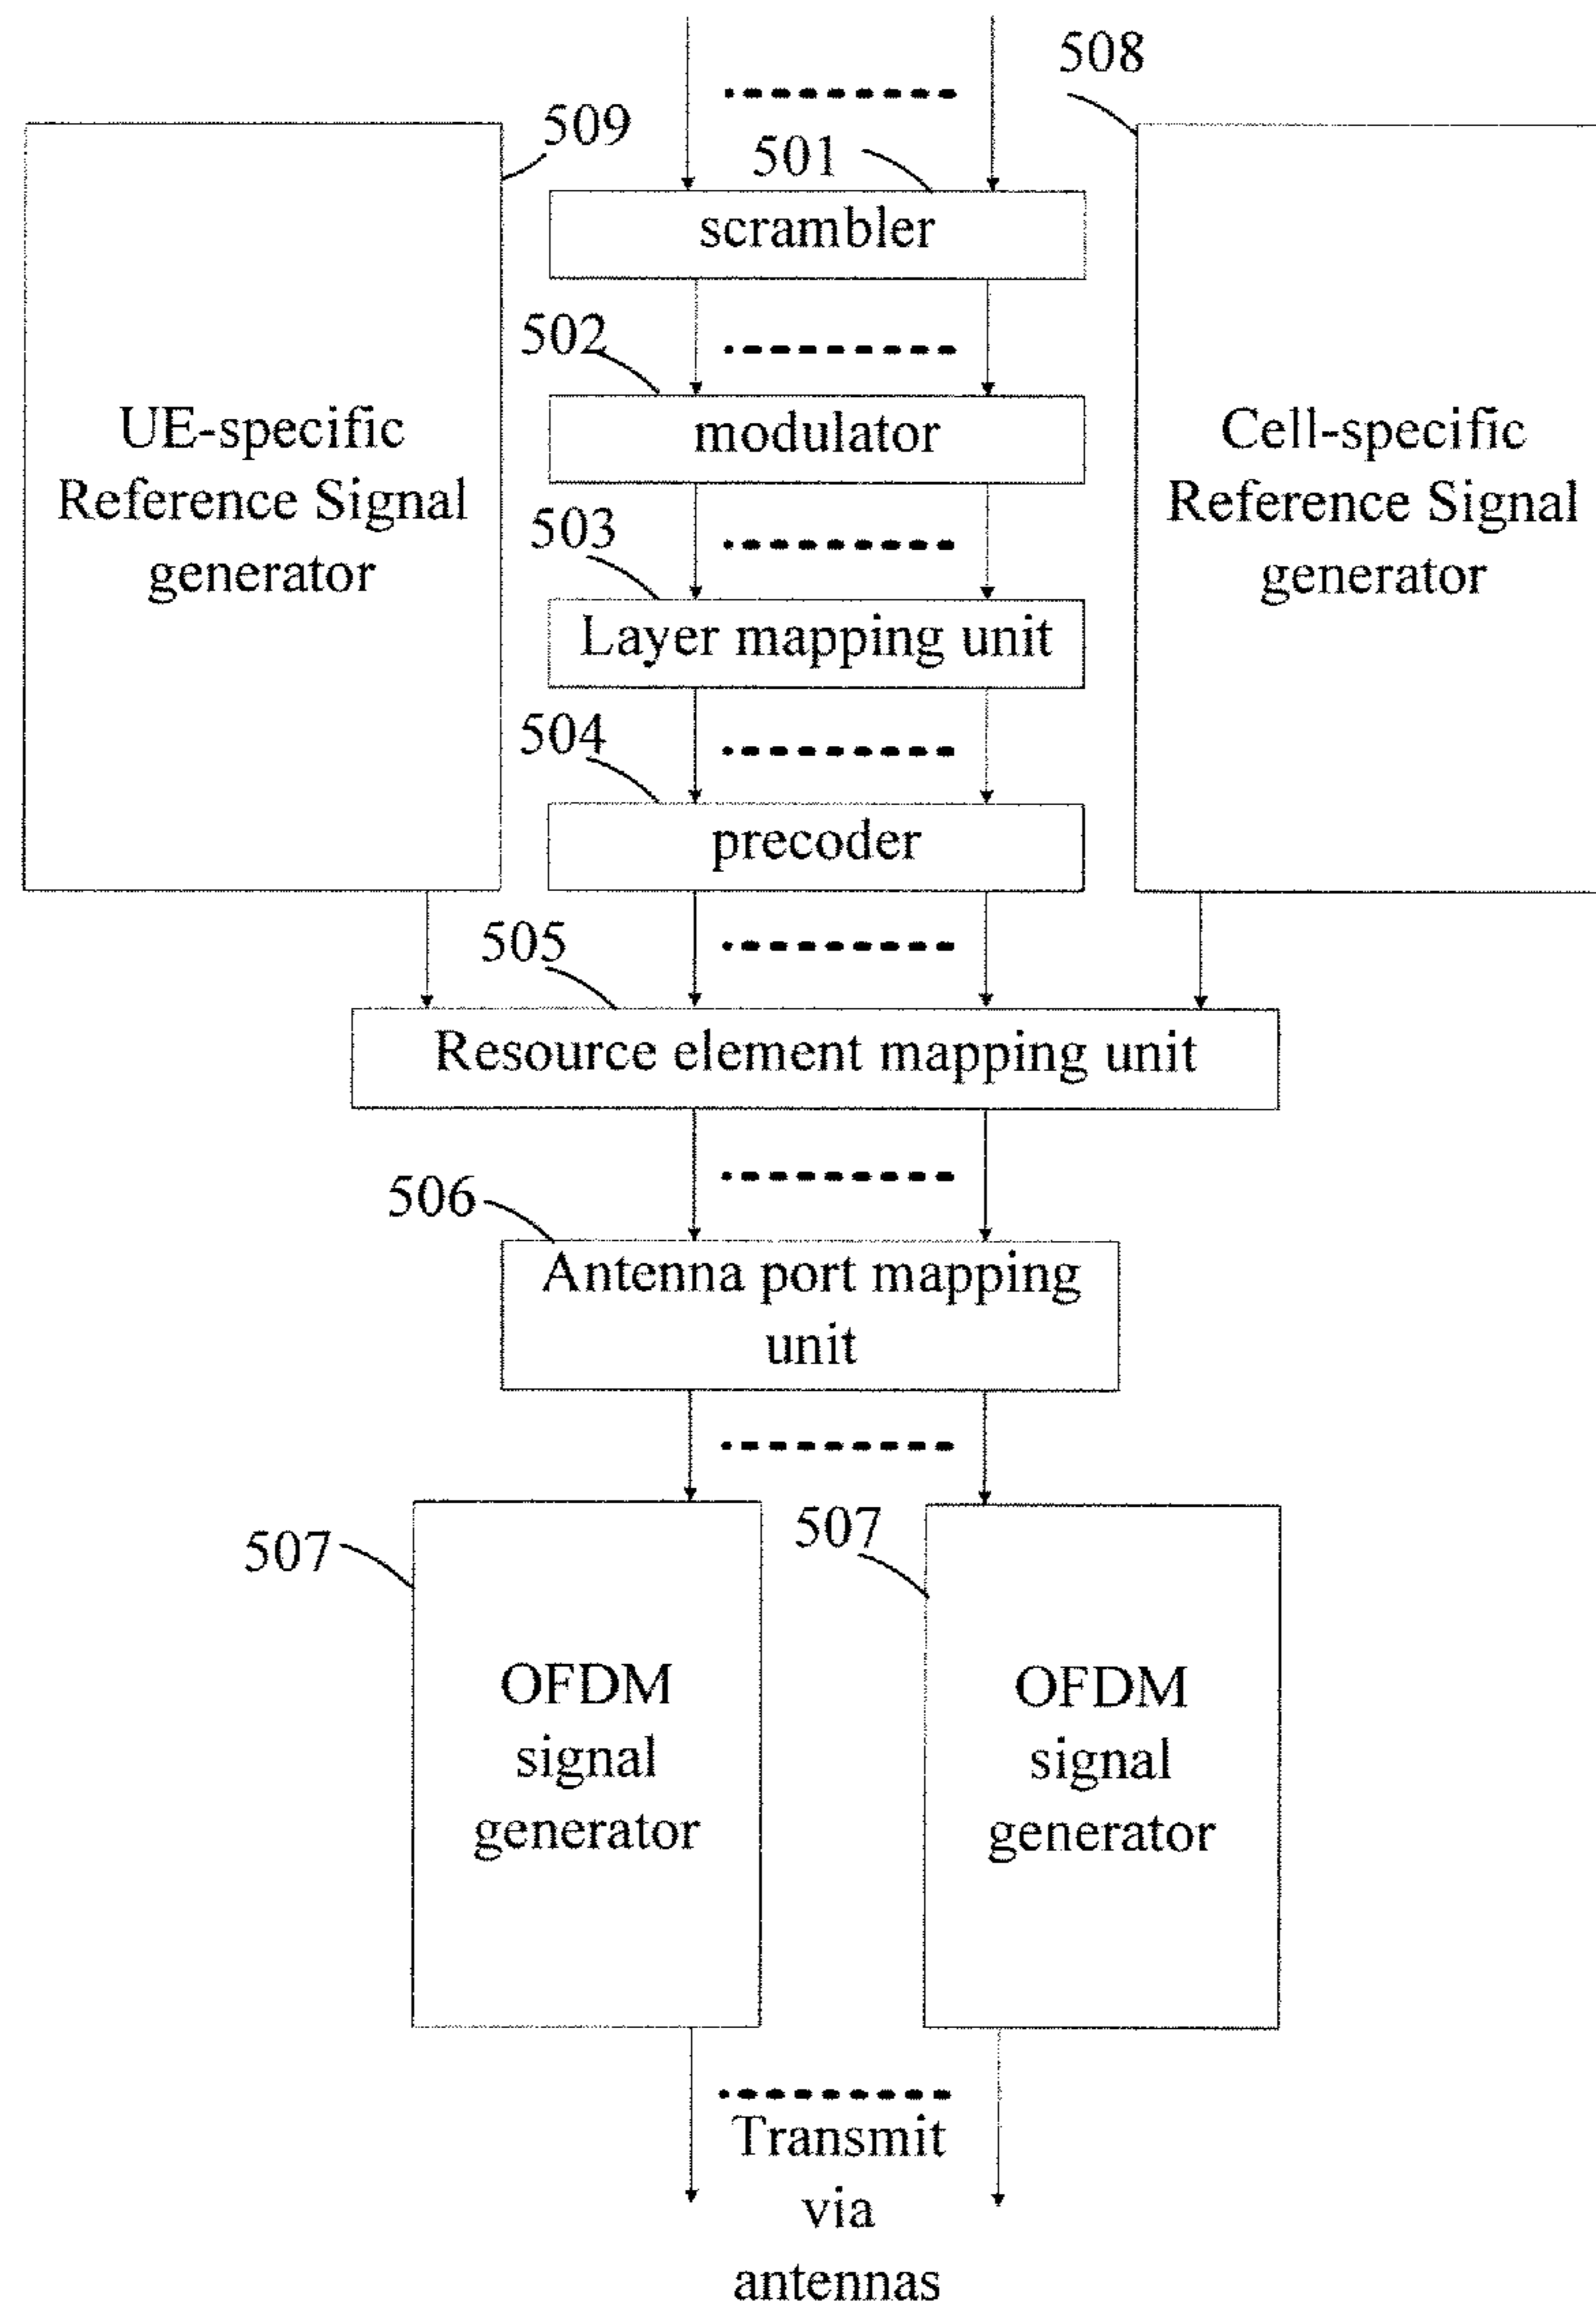 508
509
501
scrambler
502
modulator
UE-specific
Reference Signal
generator
Cell-specific
Reference Signal
generator
503
Layer mapping unit
504
precoder
505
Resource element mapping unit
506
Antenna port mapping
unit
507
507
OFDM
signal
generator
OFDM
signal
generator
Transmit
via
antennas